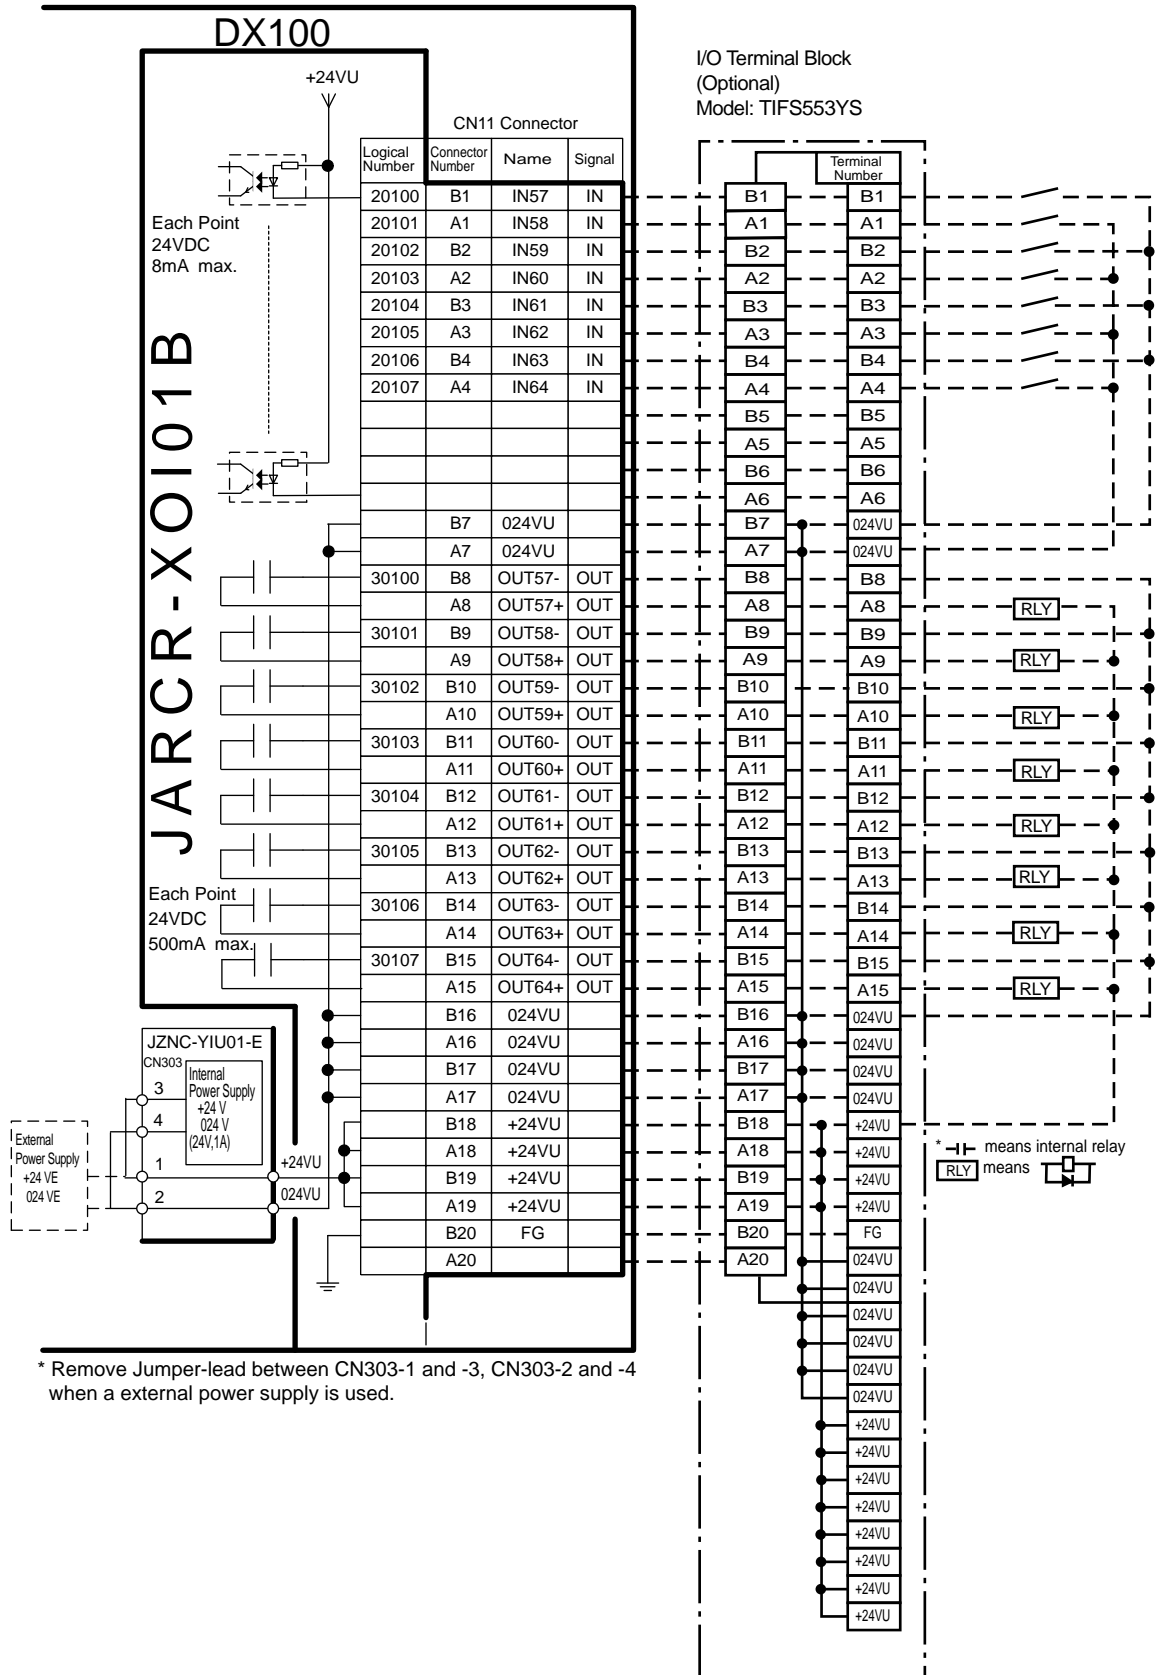 DX100
I/O Terminal Block
(Optional)
Model: TIFS553YS
+24VU
CN11 Connector
Logical Number Connector Number Name Signal
Terminal Number
20100 B1 IN57 IN B1 B1
20101 A1 IN58 IN A1 A1
20102 B2 IN59 IN B2 B2
20103 A2 IN60 IN A2 A2
20104 B3 IN61 IN B3 B3
20105 A3 IN62 IN A3 A3
20106 B4 IN63 IN B4 B4
20107 A4 IN64 IN A4 A4
B5 B5
A5 A5
B6 B6
A6 A6
B7 024VU B7 024VU
A7 024VU A7 024VU
30100 B8 OUT57- OUT B8 B8
A8 OUT57+ OUT A8 A8 RLY
30101 B9 OUT58- OUT B9 B9
A9 OUT58+ OUT A9 A9 RLY
30102 B10 OUT59- OUT B10 B10
A10 OUT59+ OUT A10 A10 RLY
30103 B11 OUT60- OUT B11 B11
A11 OUT60+ OUT A11 A11 RLY
30104 B12 OUT61- OUT B12 B12
A12 OUT61+ OUT A12 A12 RLY
30105 B13 OUT62- OUT B13 B13
A13 OUT62+ OUT A13 A13 RLY
30106 B14 OUT63- OUT B14 B14
A14 OUT63+ OUT A14 A14 RLY
30107 B15 OUT64- OUT B15 B15
A15 OUT64+ OUT A15 A15 RLY
B16 024VU B16 024VU
A16 024VU A16 024VU
B17 024VU B17 024VU
A17 024VU A17 024VU
B18 +24VU B18 +24VU
A18 +24VU A18 +24VU
B19 +24VU B19 +24VU
A19 +24VU A19 +24VU
B20 FG B20 FG
A20 A20 024VU
024VU
024VU
024VU
024VU
024VU
+24VU
+24VU
+24VU
+24VU
+24VU
+24VU
+24VU
+24VU
Each Point
24VDC
8mA max.
JARCR-XOI01B
Each Point
24VDC
500mA max.
JZNC-YIU01-E
CN303
3
4
1
2
Internal
Power Supply
+24 V
024 V
(24V,1A)
External
Power Supply
+24 VE
024 VE
+24VU
024VU
* means internal relay
RLY means
* Remove Jumper-lead between CN303-1 and -3, CN303-2 and -4
when a external power supply is used.